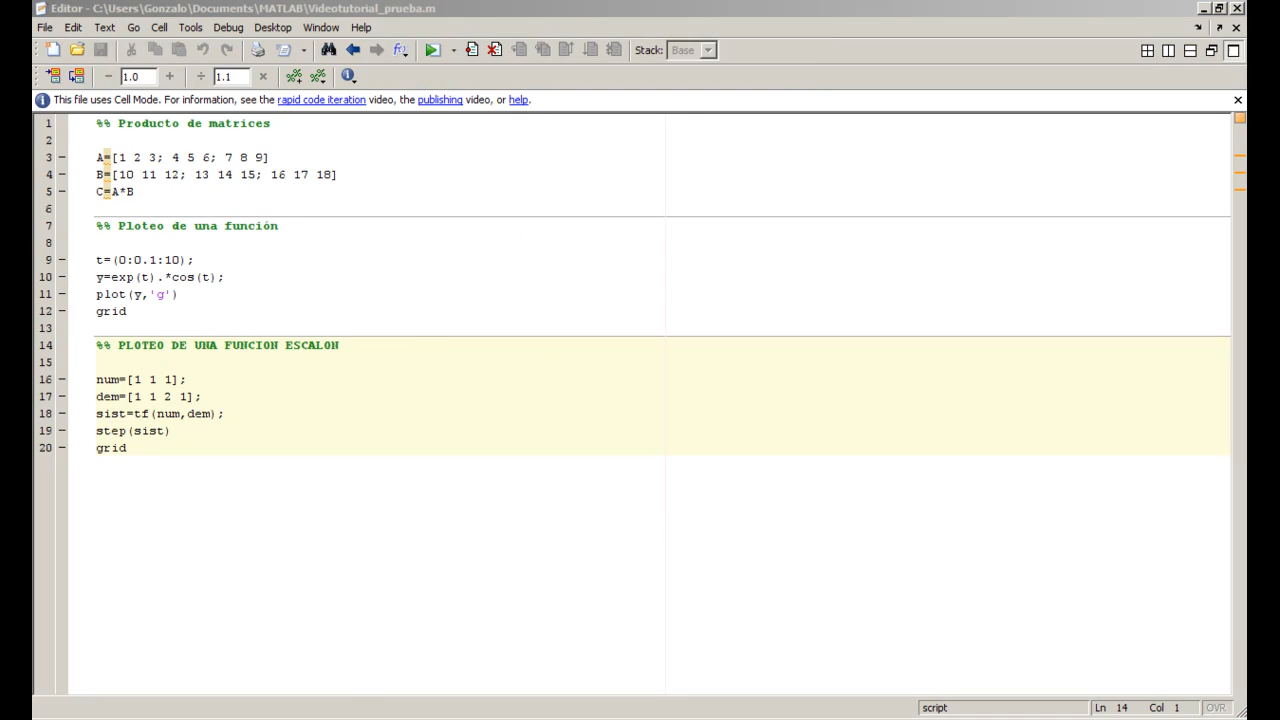 Editor - C:\Users\Gonzalo\Documents\MATLAB\Videotutorial_prueba.m
File Edit Text Go Cell Tools Debug Desktop Window Help
Stack: Base
1.0 1.1
This file uses Cell Mode. For information, see the rapid code iteration video, the publishing video, or help.
1 %% Producto de matrices
2
3 A=[1 2 3; 4 5 6; 7 8 9]
4 B=[10 11 12; 13 14 15; 16 17 18]
5 C=A*B
6
7 %% Ploteo de una función
8
9 t=(0:0.1:10);
10 y=exp(t).*cos(t);
11 plot(y,'g')
12 grid
13
14 %% PLOTEO DE UNA FUNCION ESCALON
15
16 num=[1 1 1];
17 dem=[1 1 2 1];
18 sist=tf(num,dem);
19 step(sist)
20 grid
script Ln 14 Col 1 OVR